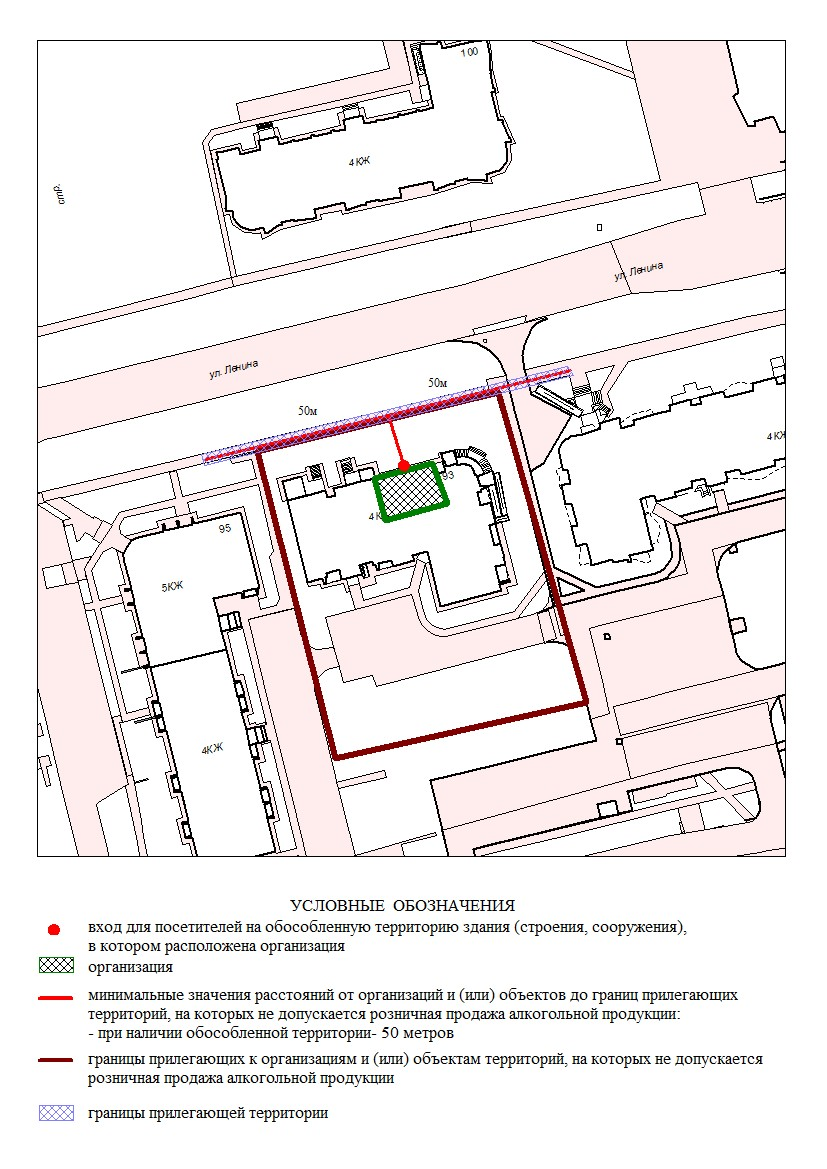 100
4КЖ
стр.
ул. Ленина
ул. Ленина
50м
50м
4КЖ
93
95
5КЖ
4КЖ
УСЛОВНЫЕ ОБОЗНАЧЕНИЯ
вход для посетителей на обособленную территорию здания (строения, сооружения),
в котором расположена организация
организация
минимальные значения расстояний от организаций и (или) объектов до границ прилегающих
территорий, на которых не допускается розничная продажа алкогольной продукции:
- при наличии обособленной территории- 50 метров
границы прилегающих к организациям и (или) объектам территорий, на которых не допускается
розничная продажа алкогольной продукции
границы прилегающей территории